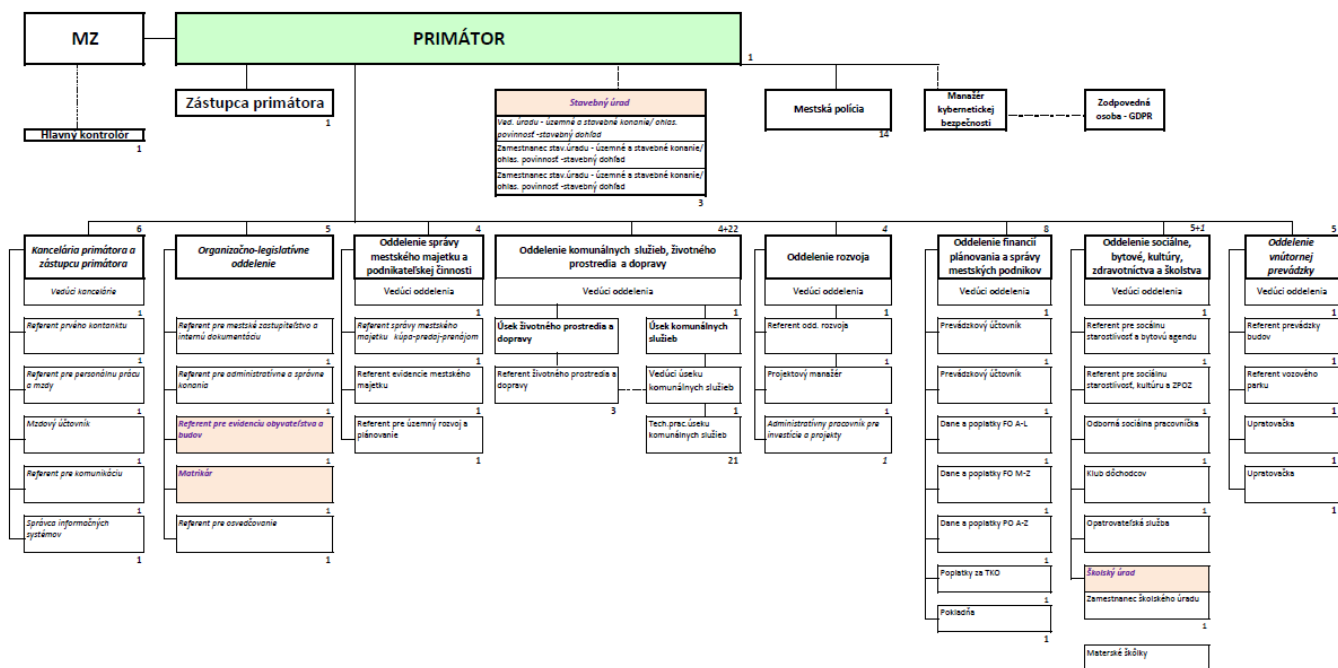 MZ
PRIMÁTOR
1
Zástupca primátora
1
Hlavný kontrolór
1
Stavebný úrad
Ved. úradu - územné a stavebné konanie/ ohlas.
povinnosť -stavebný dohľad
Zamestnanec stav.úradu - územné a stavebné konanie/
ohlas. povinnosť -stavebný dohľad
Zamestnanec stav.úradu - územné a stavebné konanie/
ohlas. povinnosť -stavebný dohľad
3
Mestská polícia
14
Manažér
kybernetickej
bezpečnosti
Zodpovedná
osoba - GDPR
6
Kancelária primátora a
zástupcu primátora
Vedúci kancelárie
1
Referent prvého kontanktu
1
Referent pre personálnu prácu
a mzdy
1
Mzdový účtovník
1
Referent pre komunikáciu
1
Správca informačných
systémov
1
5
Organizačno-legislatívne
oddelenie
Referent pre mestské zastupiteľstvo a
internú dokumentáciu
1
Referent pre administratívne a správne
konania
1
Referent pre evidenciu obyvateľstva a
budov
1
Matrikár
1
Referent pre osvedčovanie
1
4
Oddelenie správy
mestského majetku a
podnikateľskej činnosti
Vedúci oddelenia
1
Referent správy mestského
majetku kúpa-predaj-prenájom
1
Referent evidencie mestského
majetku
1
Referent pre územný rozvoj a
plánovanie
1
4+22
Oddelenie komunálnych služieb, životného
prostredia a dopravy
Vedúci oddelenia
1
Úsek životného prostredia a
dopravy
Referent životného prostredia a
dopravy
3
Úsek komunálnych
služieb
Vedúci úseku
komunálnych služieb
1
Tech.prac.úseku
komunálnych služieb
21
4
Oddelenie rozvoja
Vedúci oddelenia
1
Referent odd. rozvoja
1
Projektový manažér
1
Administratívny pracovník pre
investície a projekty
1
8
Oddelenie financií
plánovania a správy
mestských podnikov
Vedúci oddelenia
1
Prevádzkový účtovník
1
Prevádzkový účtovník
1
Dane a poplatky FO A-L
1
Dane a poplatky FO M-Z
1
Dane a poplatky PO A-Z
1
Poplatky za TKO
1
Pokladňa
1
5+1
Oddelenie sociálne,
bytové, kultúry,
zdravotníctva a školstva
Vedúci oddelenia
1
Referent pre sociálnu
starostlivosť a bytovú agendu
1
Referent pre sociálnu
starostlivosť, kultúru a ZPOZ
1
Odborná sociálna pracovníčka
1
Klub dôchodcov
1
Opatrovateľská služba
Školský úrad
Zamestnanec školského úradu
1
Materské škôlky
5
Oddelenie
vnútornej
prevádzky
Vedúci oddelenia
1
Referent prevádzky
budov
1
Referent vozového
parku
1
Upratovačka
1
Upratovačka
1